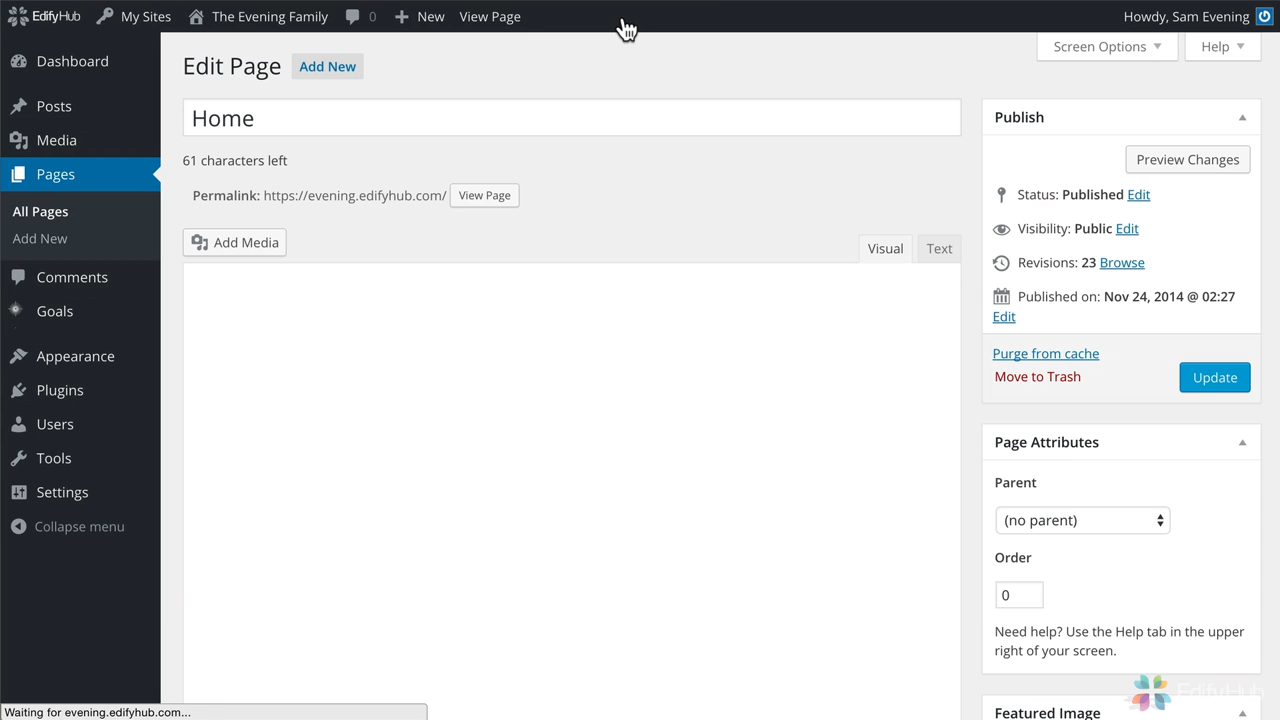 EdifyHub My Sites The Evening Family 0 New View Page Howdy, Sam Evening
Screen Options Help
Edit Page Add New
Dashboard
Posts
Media
Pages
All Pages
Add New
Comments
Goals
Appearance
Plugins
Users
Tools
Settings
Collapse menu
Home
61 characters left
Permalink: https://evening.edifyhub.com/ View Page
Add Media
Visual Text
Publish
Preview Changes
Status: Published Edit
Visibility: Public Edit
Revisions: 23 Browse
Published on: Nov 24, 2014 @ 02:27
Edit
Purge from cache
Move to Trash
Update
Page Attributes
Parent
(no parent)
Order
0
Need help? Use the Help tab in the upper
right of your screen.
EdifyHub
Featured Image
Waiting for evening.edifyhub.com...